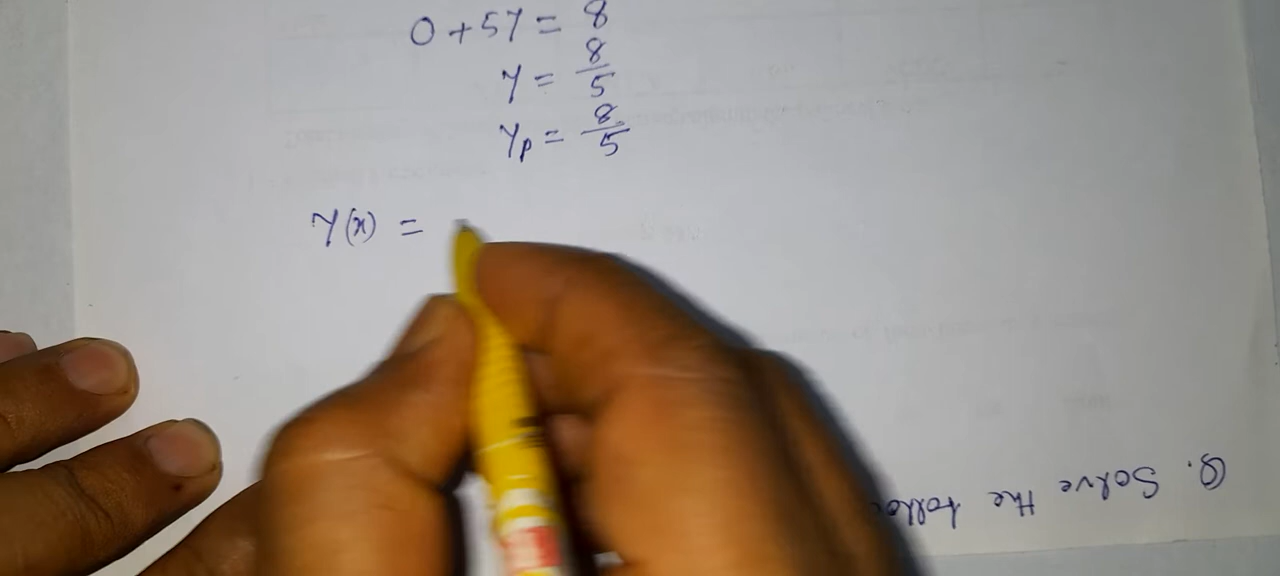 0 + 5y = 8
y = 8/5
yp = 8/5
y(x) =
Q. Solve the